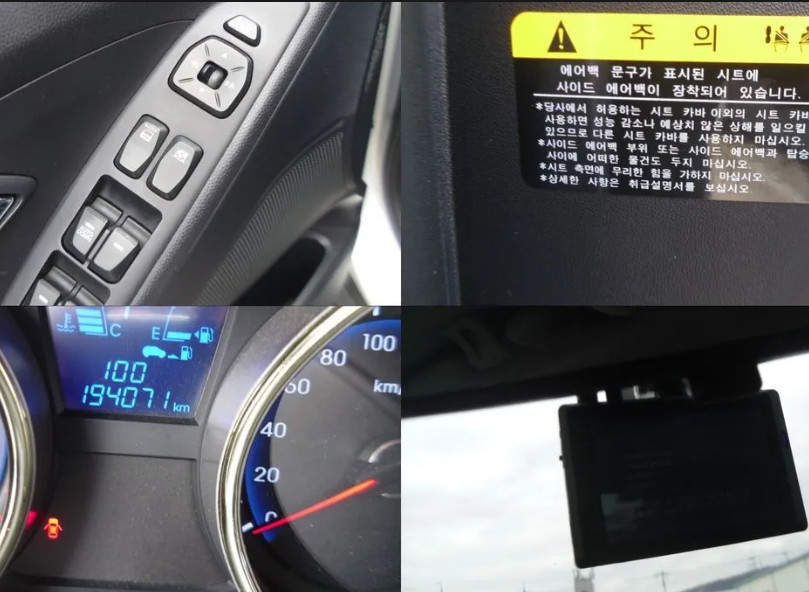 AUTO
주 의
에어백 문구가 표시된 시트에
사이드 에어백이 장착되어 있습니다.
*당사에서 허용하는 시트 카바 이외의 시트 카바
사용하면 성능 감소나 예상치 않은 상해를 일으킬
있으므로 다른 시트 카바를 사용하지 마십시오.
*사이드 에어백 부위 또는 사이드 에어백과 탑승
사이에 어떠한 물건도 두지 마십시오.
*시트 측면에 무리한 힘을 가하지 마십시오.
*상세한 사항은 취급설명서를 보십시오.
C E
100
194071 km
100
80
60
km/
40
20
0